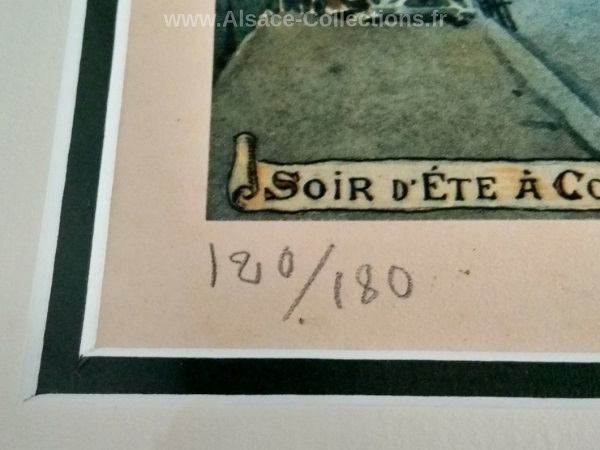 www.Alsace-Collections.fr
SOIR D'ÉTE À CO
120/180